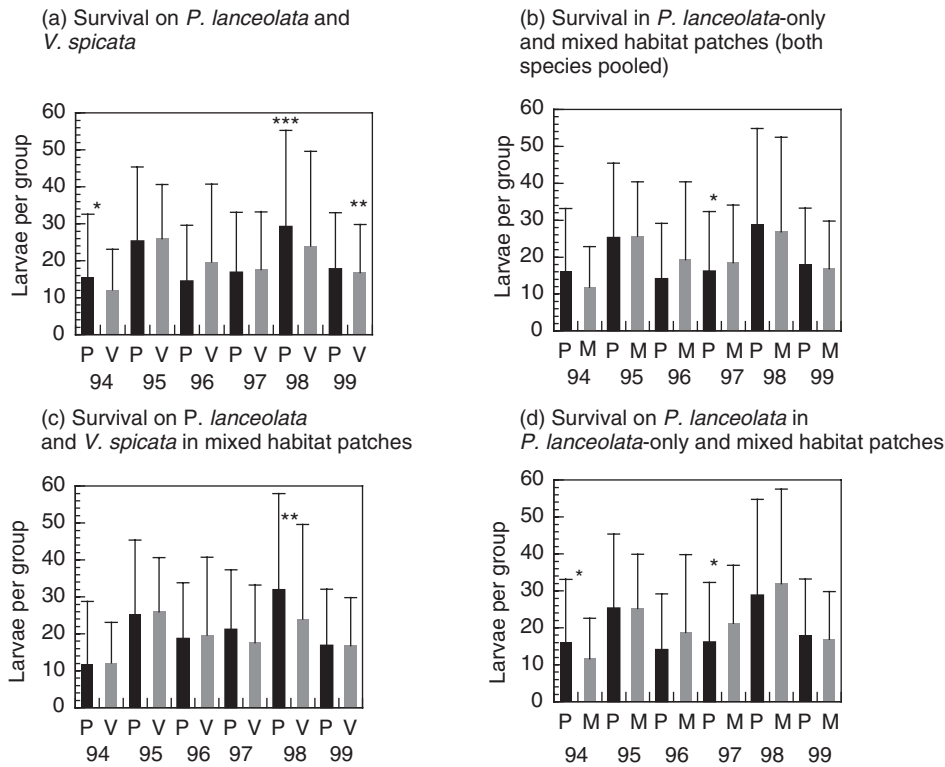 (a) Survival on P. lanceolata and
V. spicata
Larvae per group
60
50
40
30
20
10
0
*
***
**
P V P V P V P V P V P V
94 95 96 97 98 99
(b) Survival in P. lanceolata-only
and mixed habitat patches (both
species pooled)
Larvae per group
60
50
40
30
20
10
0
*
P M P M P M P M P M P M
94 95 96 97 98 99
(c) Survival on P. lanceolata
and V. spicata in mixed habitat patches
Larvae per group
60
50
40
30
20
10
0
**
P V P V P V P V P V P V
94 95 96 97 98 99
(d) Survival on P. lanceolata in
P. lanceolata-only and mixed habitat patches
Larvae per group
60
50
40
30
20
10
0
*
*
P M P M P M P M P M P M
94 95 96 97 98 99